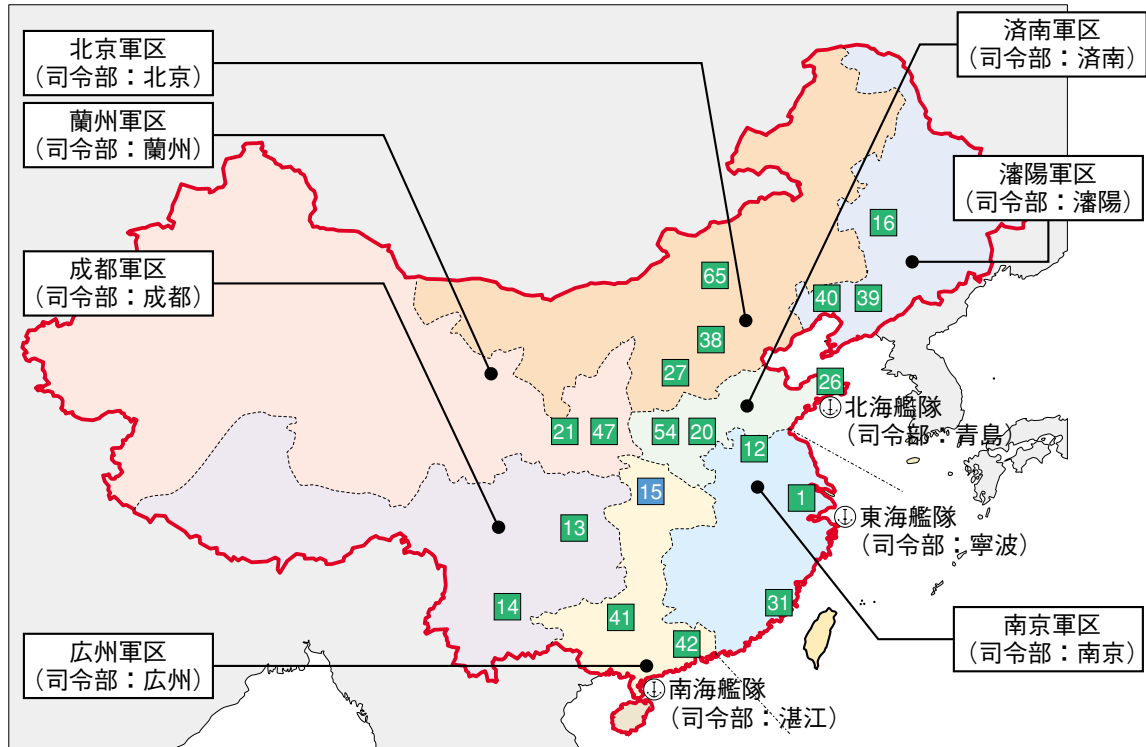 北京軍区
（司令部：北京）
済南軍区
（司令部：済南）
蘭州軍区
（司令部：蘭州）
瀋陽軍区
（司令部：瀋陽）
成都軍区
（司令部：成都）
16
65
40
39
38
27
26
北海艦隊
（司令部：青島）
21
47
54
20
12
15
1
13
東海艦隊
（司令部：寧波）
14
41
31
42
南京軍区
（司令部：南京）
広州軍区
（司令部：広州）
南海艦隊
（司令部：湛江）